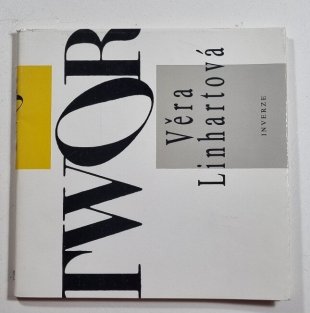 TWOR
Věra
Linhartová
INVERZE